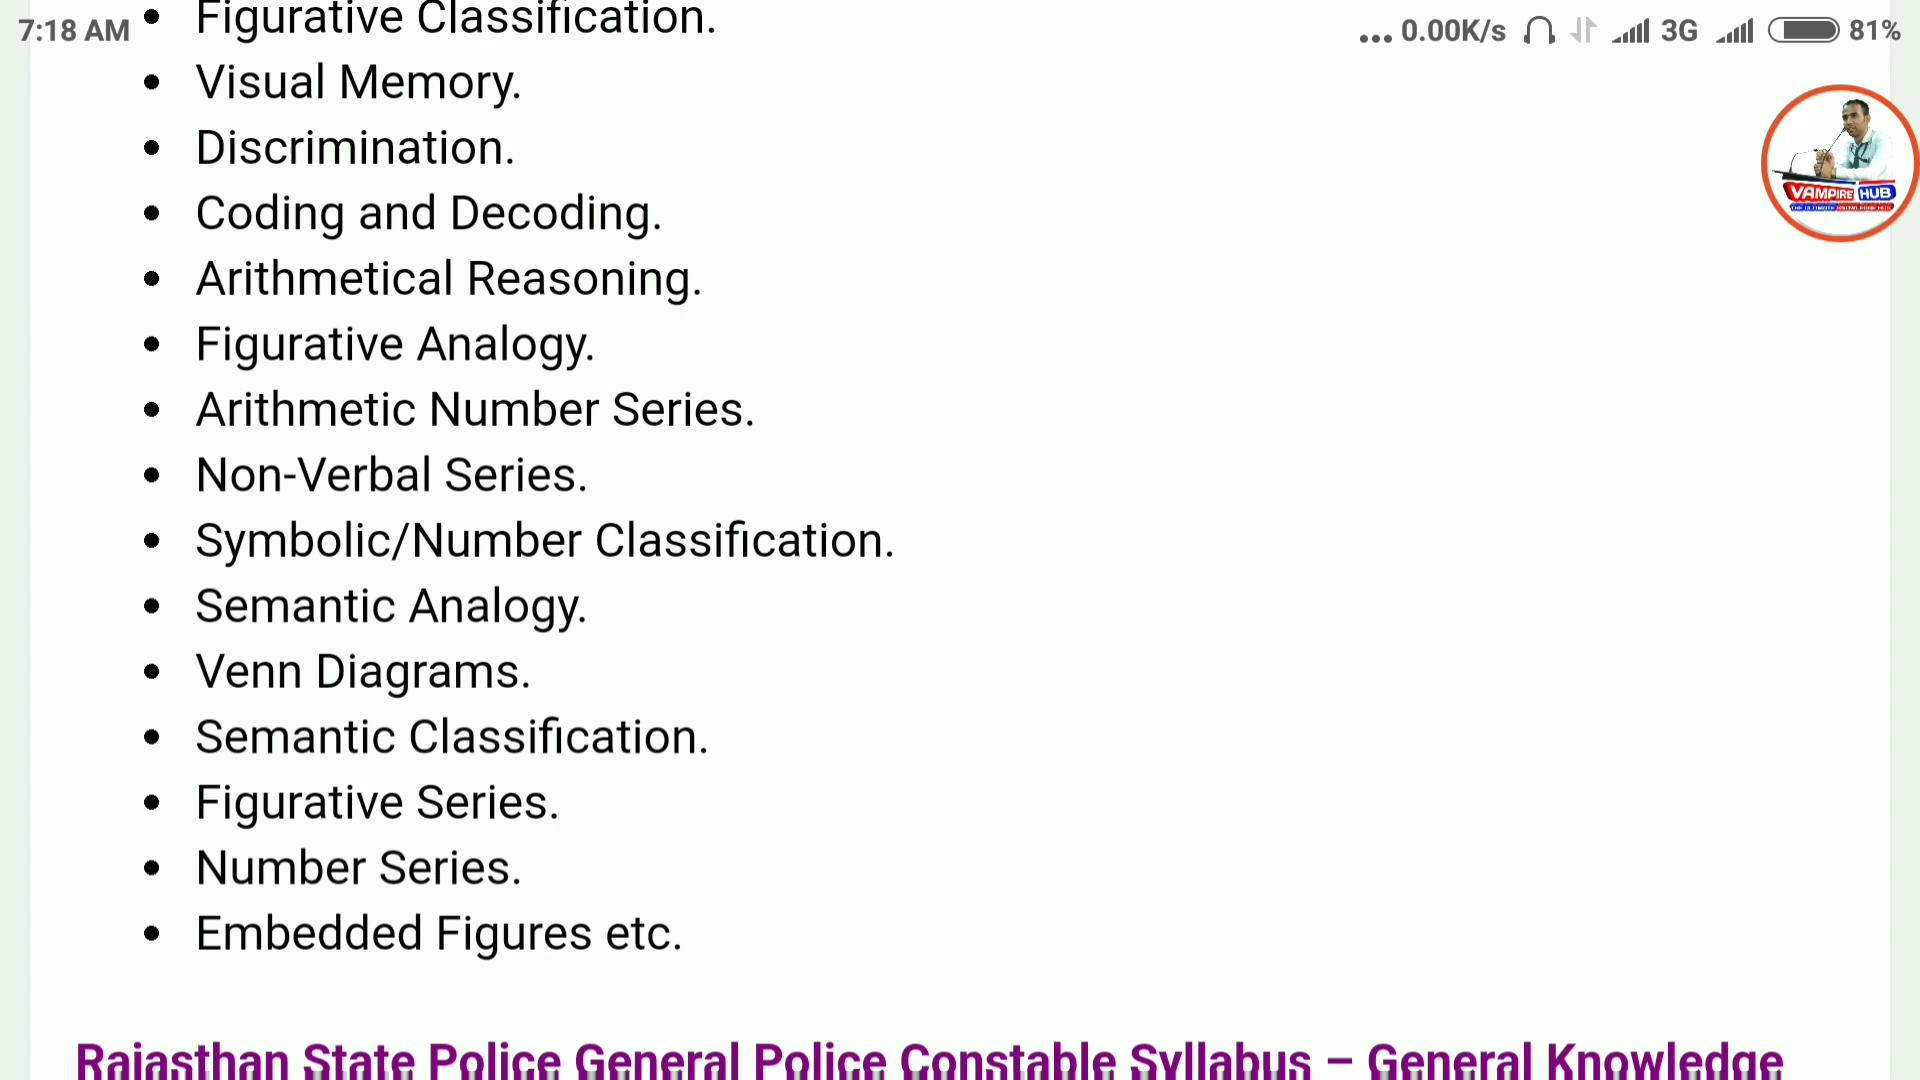 7:18 AM
...0.00K/s 3G 81%
Figurative Classification.
Visual Memory.
Discrimination.
Coding and Decoding.
Arithmetical Reasoning.
Figurative Analogy.
Arithmetic Number Series.
Non-Verbal Series.
Symbolic/Number Classification.
Semantic Analogy.
Venn Diagrams.
Semantic Classification.
Figurative Series.
Number Series.
Embedded Figures etc.
Rajasthan State Police General Police Constable Syllabus – General Knowledge
VAMPIRE HUB